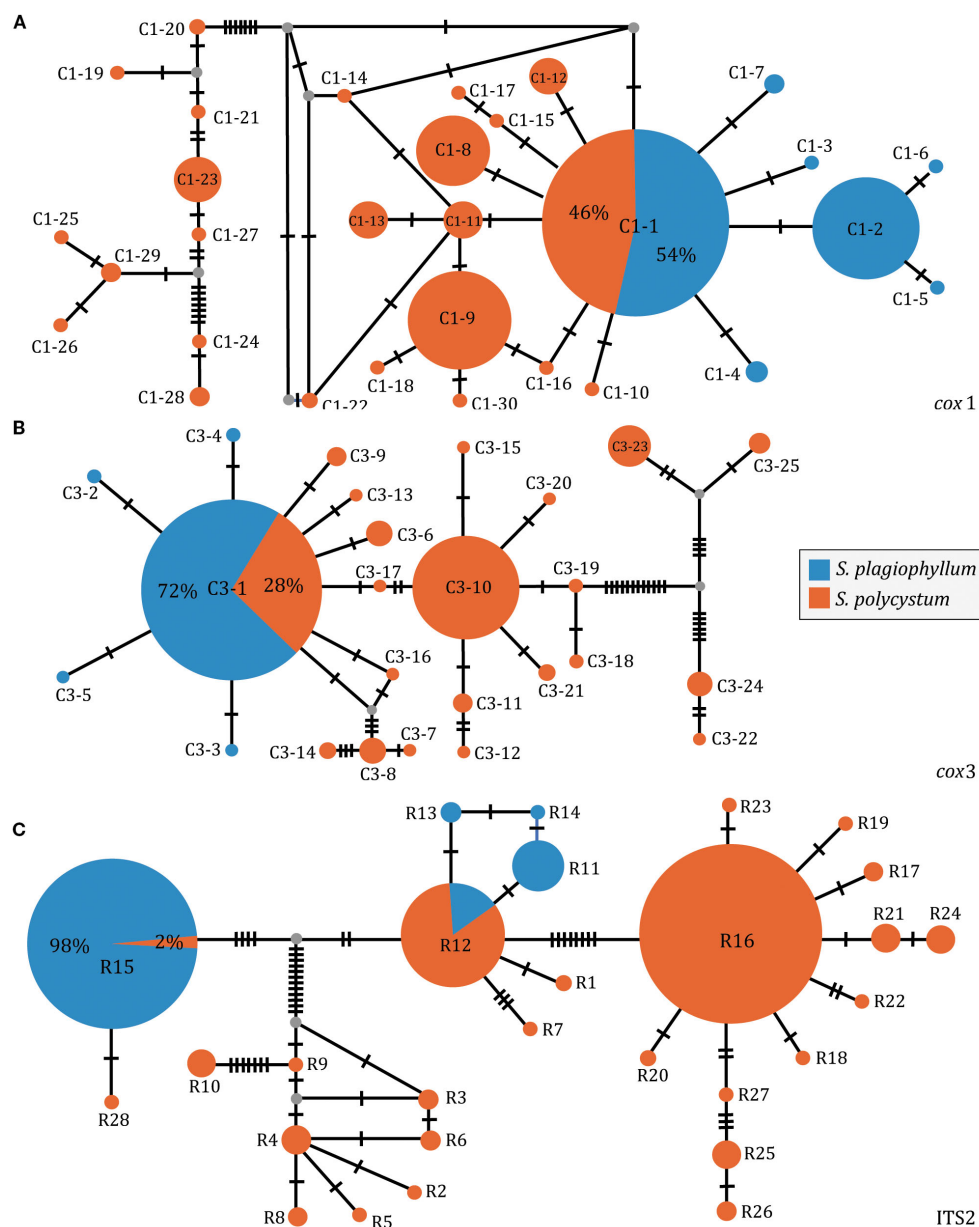 A
C1-20
C1-19
C1-14
C1-17
C1-12
C1-7
C1-15
C1-21
C1-3
C1-6
C1-8
C1-23
46%
C1-1
C1-2
C1-25
C1-27
C1-13
C1-11
54%
C1-29
C1-5
C1-9
C1-26
C1-24
C1-18
C1-16
C1-4
C1-28
C1-22
C1-30
C1-10
cox1
B
C3-4
C3-9
C3-15
C3-23
C3-25
C3-2
C3-13
C3-20
C3-6
S. plagiophyllum
72%
C3-1
28%
C3-17
C3-10
C3-19
S. polycystum
C3-16
C3-18
C3-5
C3-21
C3-24
C3-11
C3-3
C3-14
C3-7
C3-12
C3-22
C3-8
cox3
C
R13
R14
R23
R19
R11
R17
R21
R24
98%
2%
R15
R12
R16
R1
R22
R7
R10
R9
R20
R18
R28
R3
R27
R4
R6
R25
R2
R8
R5
R26
ITS2